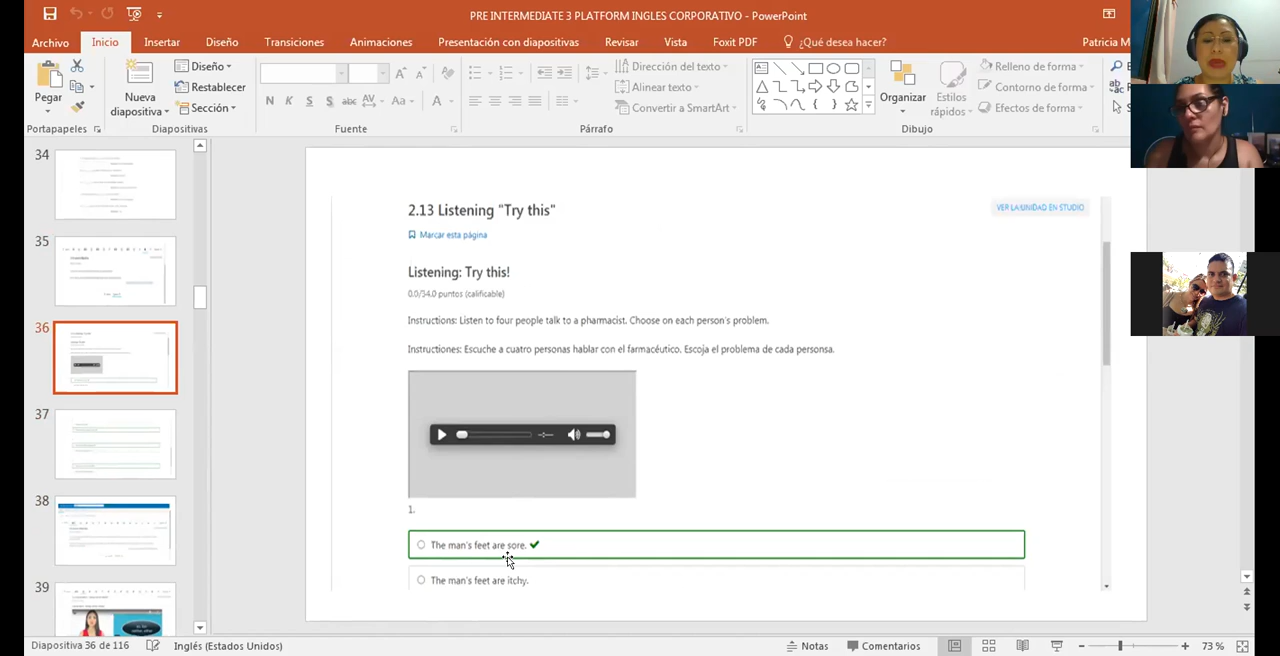 PRE INTERMEDIATE 3 PLATFORM INGLES CORPORATIVO - PowerPoint
Archivo Inicio Insertar Diseño Transiciones Animaciones Presentación con diapositivas Revisar Vista Foxit PDF ¿Qué desea hacer? Patricia M
Pegar
Nueva diapositiva
Diseño
Restablecer
Sección
N K S S abc AV Aa A
Dirección del texto
Alinear texto
Convertir a SmartArt
Organizar
Estilos rápidos
Relleno de forma
Contorno de forma
Efectos de forma
Portapapeles Diapositivas Fuente Párrafo Dibujo
34
35
36
37
38
39
2.13 Listening "Try this"
VER LA UNIDAD EN STUDIO
Marcar esta página
Listening: Try this!
0.0/34.0 puntos (calificable)
Instructions: Listen to four people talk to a pharmacist. Choose on each person's problem.
Instructiones: Escuche a cuatro personas hablar con el farmacéutico. Escoja el problema de cada personsa.
1.
The man's feet are sore.
The man's feet are itchy.
Diapositiva 36 de 116 Inglés (Estados Unidos) Notas Comentarios 73 %